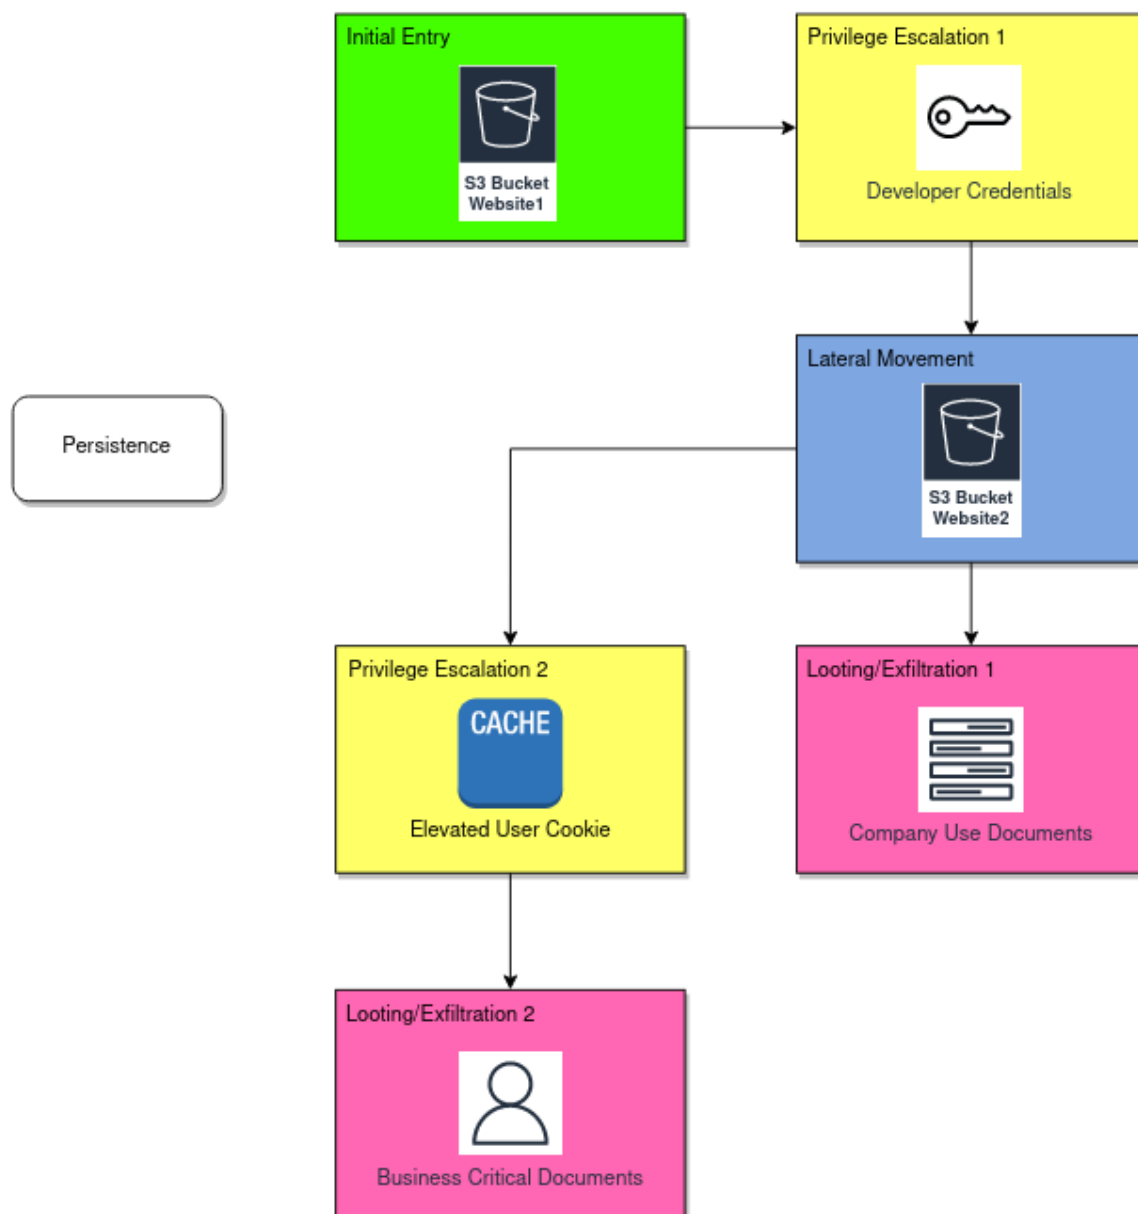 Initial Entry
S3 Bucket
Website1
Privilege Escalation 1
Developer Credentials
Lateral Movement
S3 Bucket
Website2
Persistence
Privilege Escalation 2
CACHE
Elevated User Cookie
Looting/Exfiltration 1
Company Use Documents
Looting/Exfiltration 2
Business Critical Documents